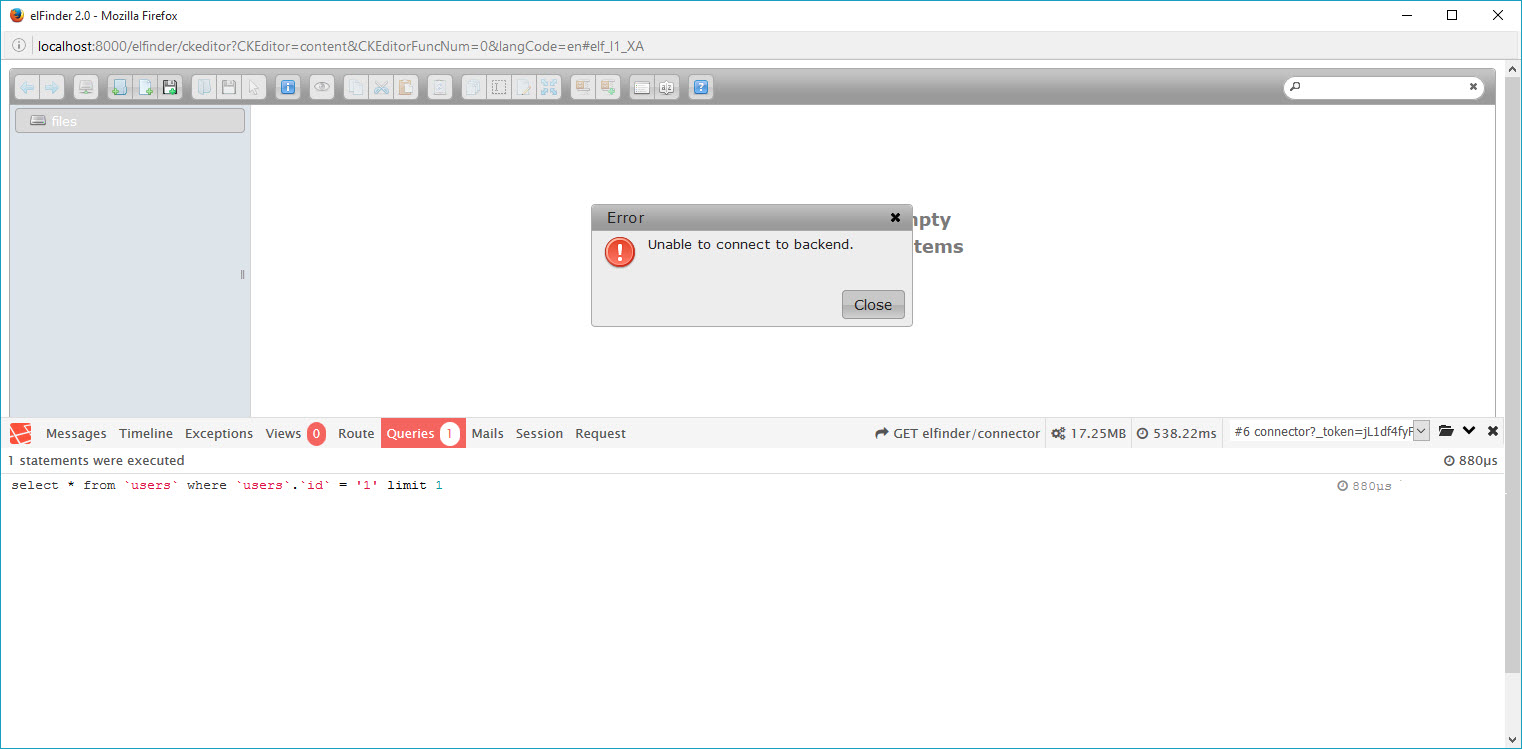 elFinder 2.0 - Mozilla Firefox
localhost:8000/elfinder/ckeditor?CKEditor=content&CKEditorFuncNum=0&langCode=en#elf_l1_XA
files
Error
Unable to connect to backend.
Close
tems
Messages Timeline Exceptions Views 0 Route Queries 1 Mails Session Request GET elfinder/connector 17.25MB 538.22ms #6 connector?_token=jL1df4fyF
1 statements were executed 880µs
select * from `users` where `users`.`id` = '1' limit 1 880µs